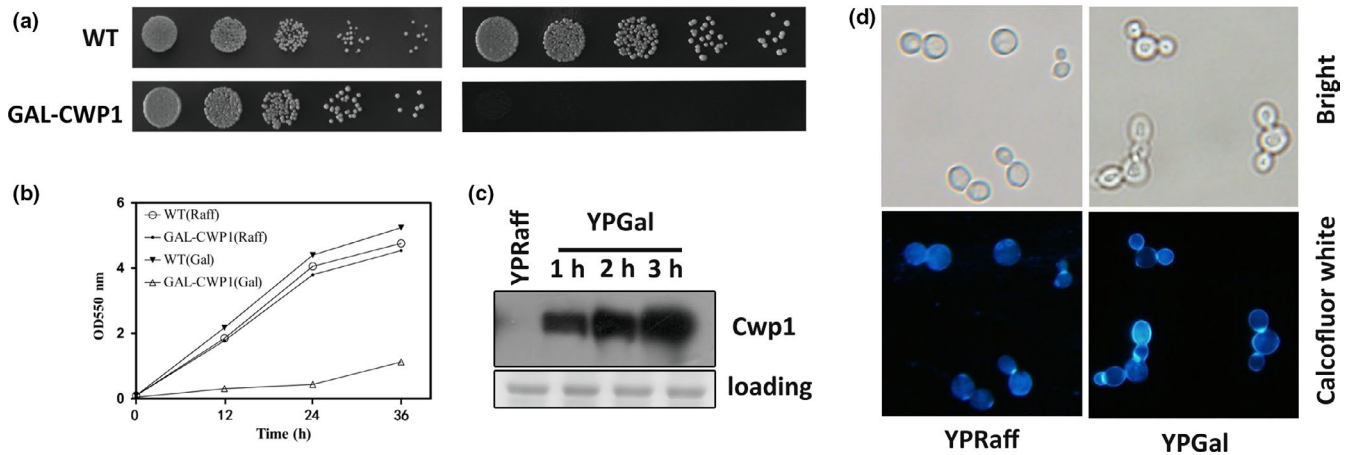 (a)
WT
GAL-CWP1
(b)
6
4
2
0
OD550 nm
WT(Raff)
GAL-CWP1(Raff)
WT(Gal)
GAL-CWP1(Gal)
0 12 24 36
Time (h)
(c)
YPRaff
YPGal
1 h 2 h 3 h
Cwp1
loading
(d)
Bright
Calcofluor white
YPRaff YPGal